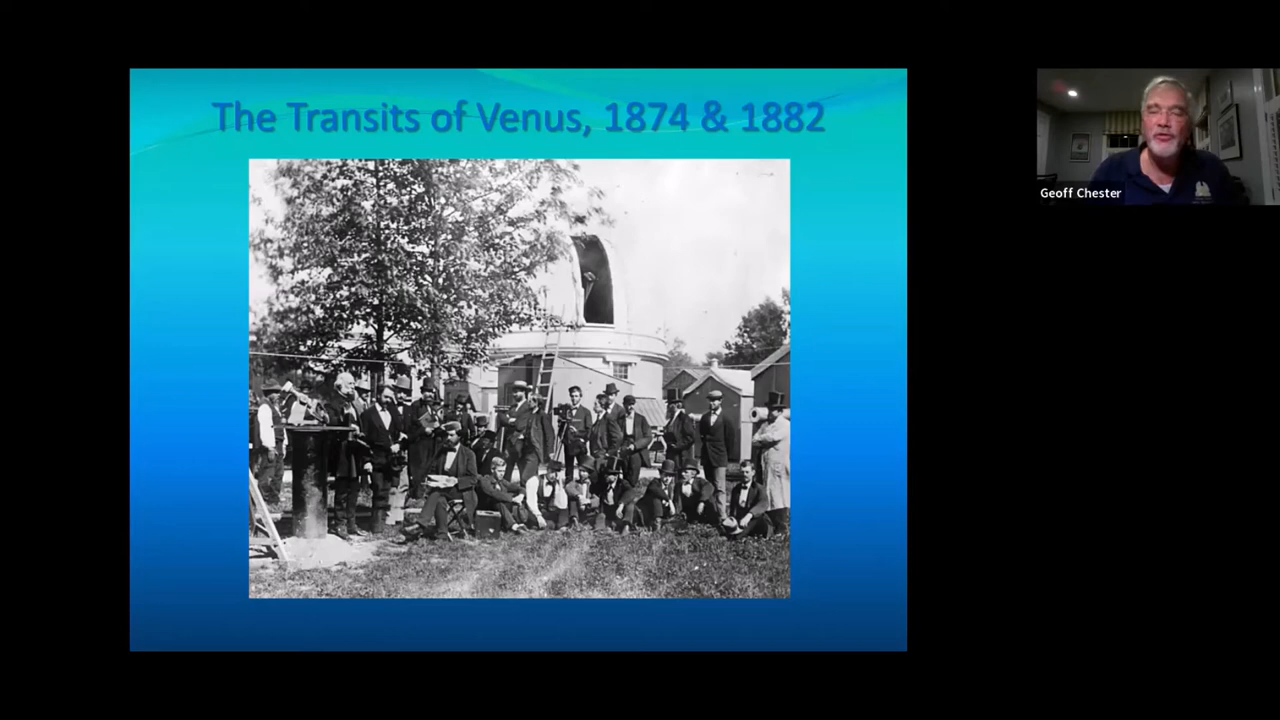 The Transits of Venus, 1874 & 1882
Geoff Chester